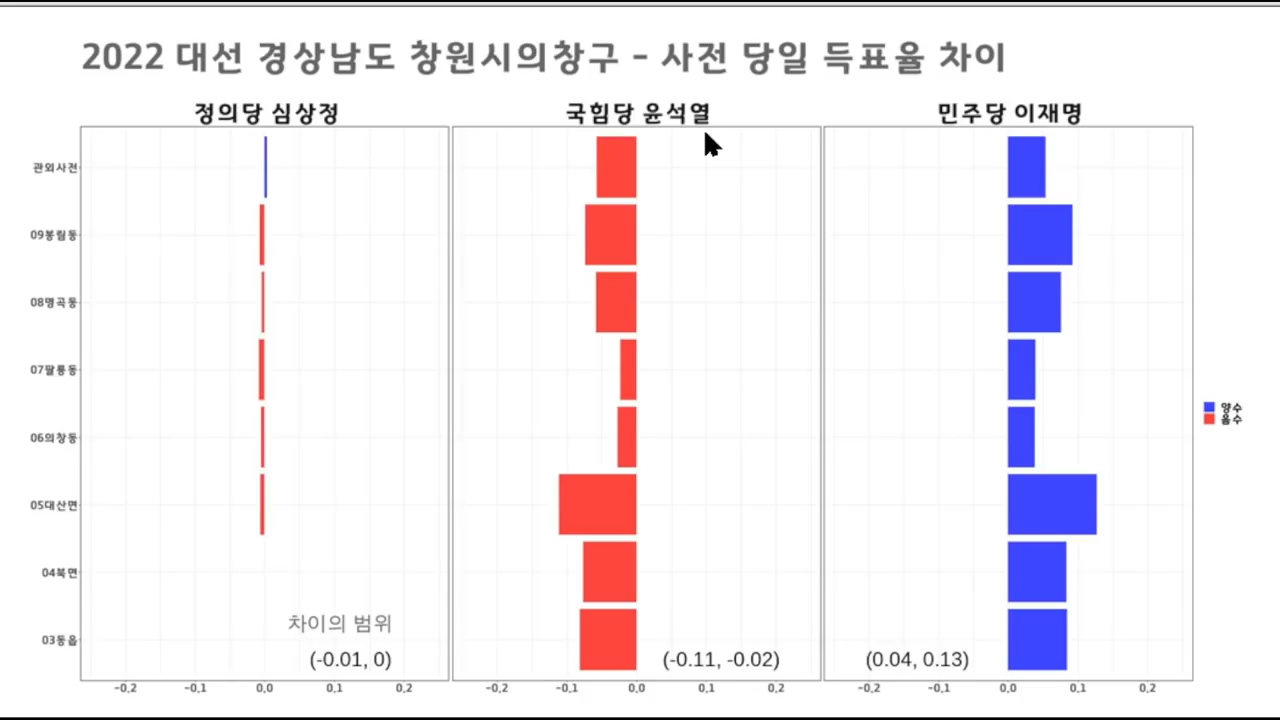 2022 대선 경상남도 창원시의창구 - 사전 당일 득표율 차이
정의당 심상정
국힘당 윤석열
민주당 이재명
관외사전
09봉림동
08명곡동
07팔룡동
06의창동
05대산면
04북면
03동읍
차이의 범위
(-0.01, 0)
(-0.11, -0.02)
(0.04, 0.13)
-0.2 -0.1 0.0 0.1 0.2
-0.2 -0.1 0.0 0.1 0.2
-0.2 -0.1 0.0 0.1 0.2
양수
음수